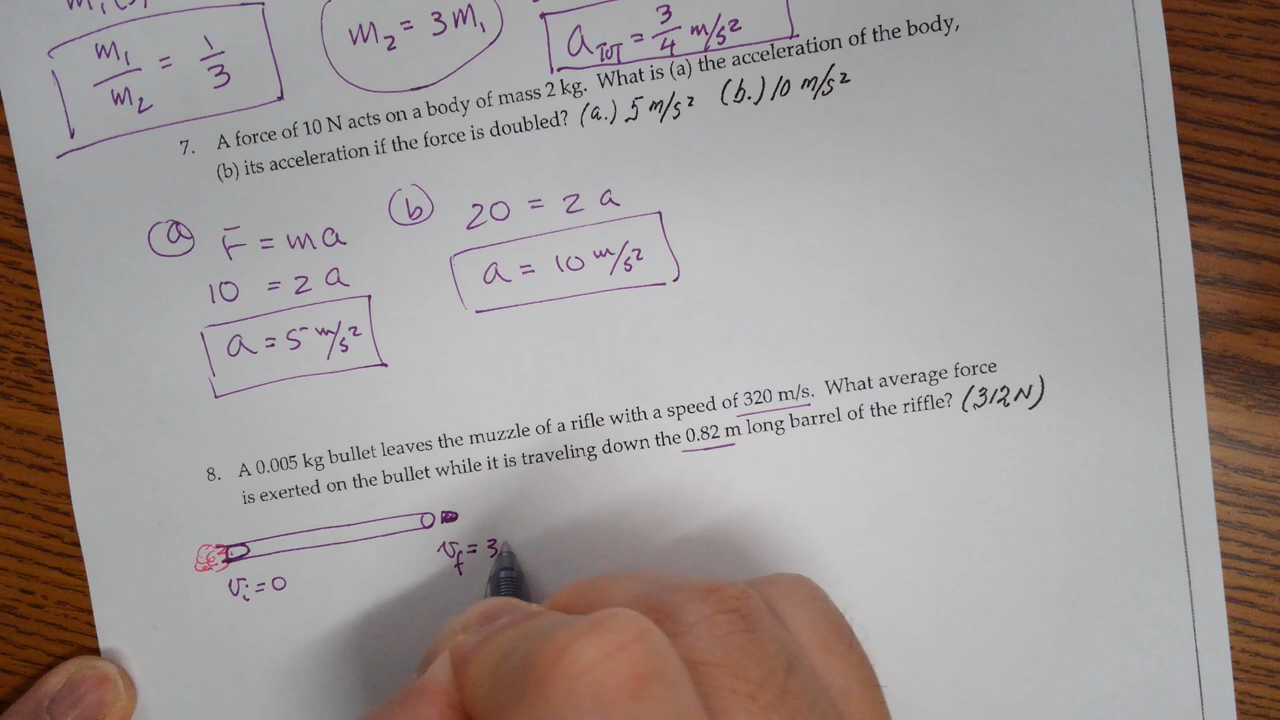 m₁/m₂ = 1/3
m₂ = 3m₁
a_TOT = 3/4 m/s²
7. A force of 10 N acts on a body of mass 2 kg. What is (a) the acceleration of the body,
(b) its acceleration if the force is doubled? (a.) 5 m/s² (b.) 10 m/s²
(a) F = ma
10 = 2 a
a = 5 m/s²
(b) 20 = 2 a
a = 10 m/s²
8. A 0.005 kg bullet leaves the muzzle of a rifle with a speed of 320 m/s. What average force
is exerted on the bullet while it is traveling down the 0.82 m long barrel of the riffle? (312N)
v_i = 0
v_f = 3